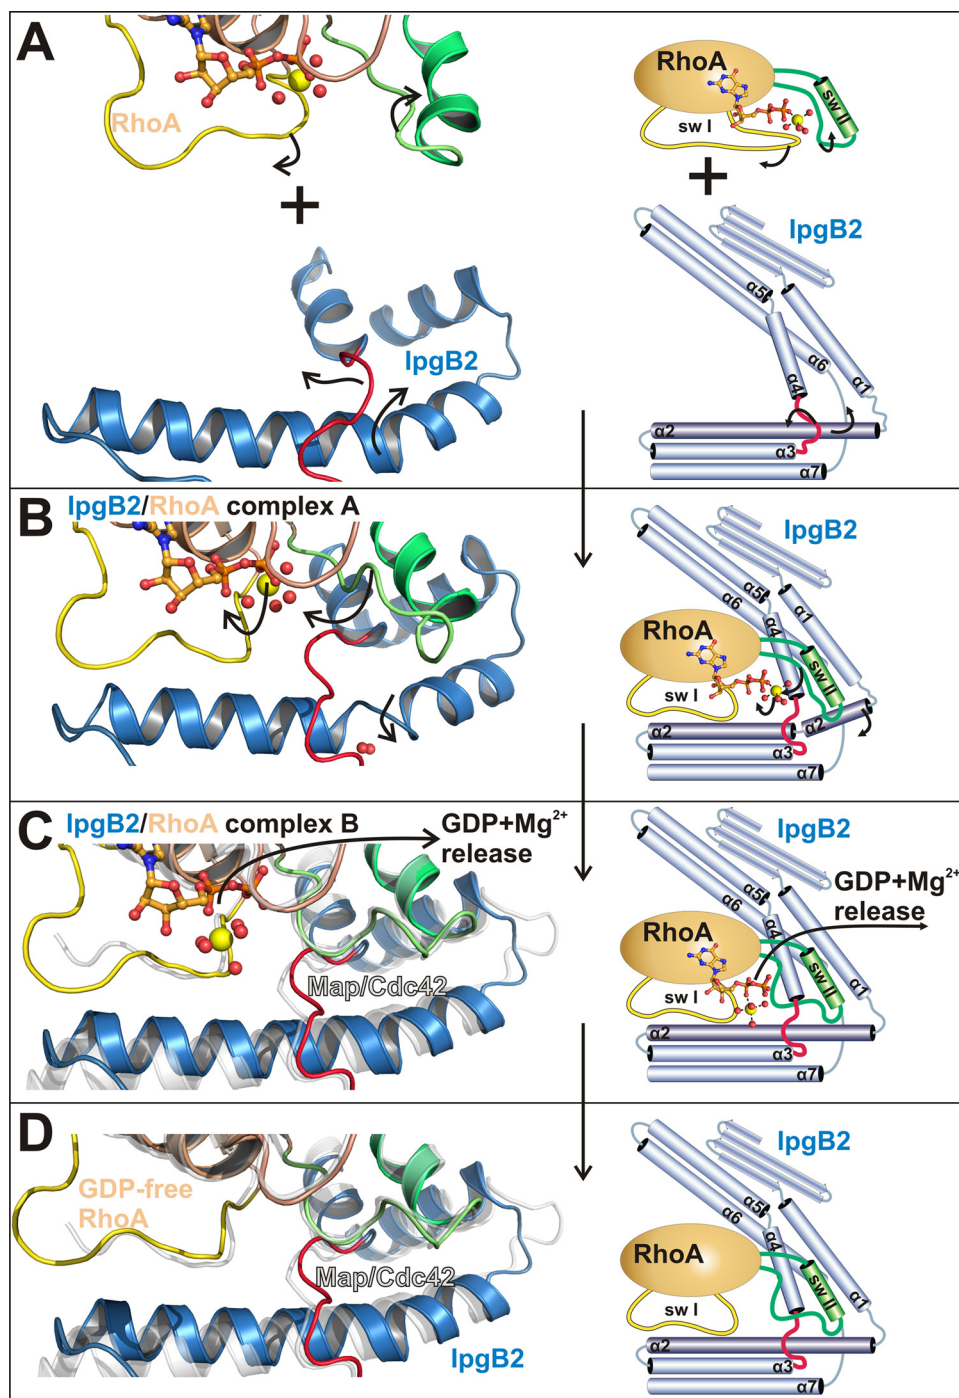 A
RhoA
IpgB2
RhoA
sw I
sw II
IpgB2
α5
α6
α4
α1
α2
α3
α7
B
IpgB2/RhoA complex A
IpgB2
α5
α6
α4
α1
RhoA
sw I
sw II
α2
α2
α3
α7
C
IpgB2/RhoA complex B
GDP+Mg²⁺
release
Map/Cdc42
IpgB2
GDP+Mg²⁺
release
α5
α6
α4
α1
RhoA
sw I
sw II
α2
α3
α7
D
GDP-free
RhoA
Map/Cdc42
IpgB2
IpgB2
α5
α6
α4
α1
RhoA
sw I
sw II
α2
α3
α7